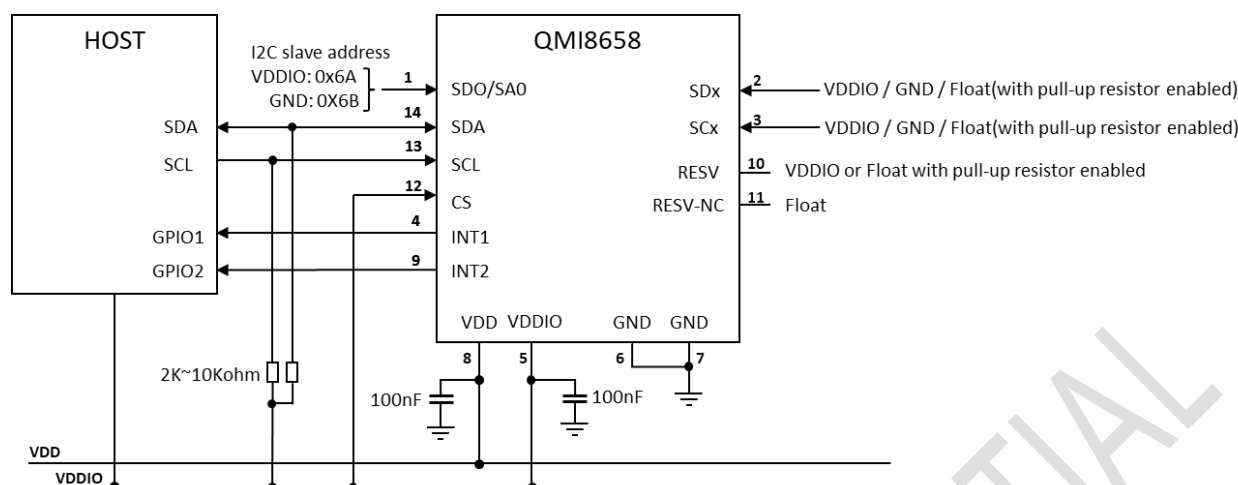 HOST
QMI8658
I2C slave address
VDDIO: 0x6A
GND: 0X6B
1
SDO/SA0
SDx
2
VDDIO / GND / Float(with pull-up resistor enabled)
SDA
14
SDA
SCx
3
VDDIO / GND / Float(with pull-up resistor enabled)
SCL
13
SCL
RESV
10
VDDIO or Float with pull-up resistor enabled
12
CS
RESV-NC
11
Float
GPIO1
4
INT1
GPIO2
9
INT2
VDD
VDDIO
GND
GND
8
5
6
7
2K~10Kohm
100nF
100nF
VDD
VDDIO
TIAL